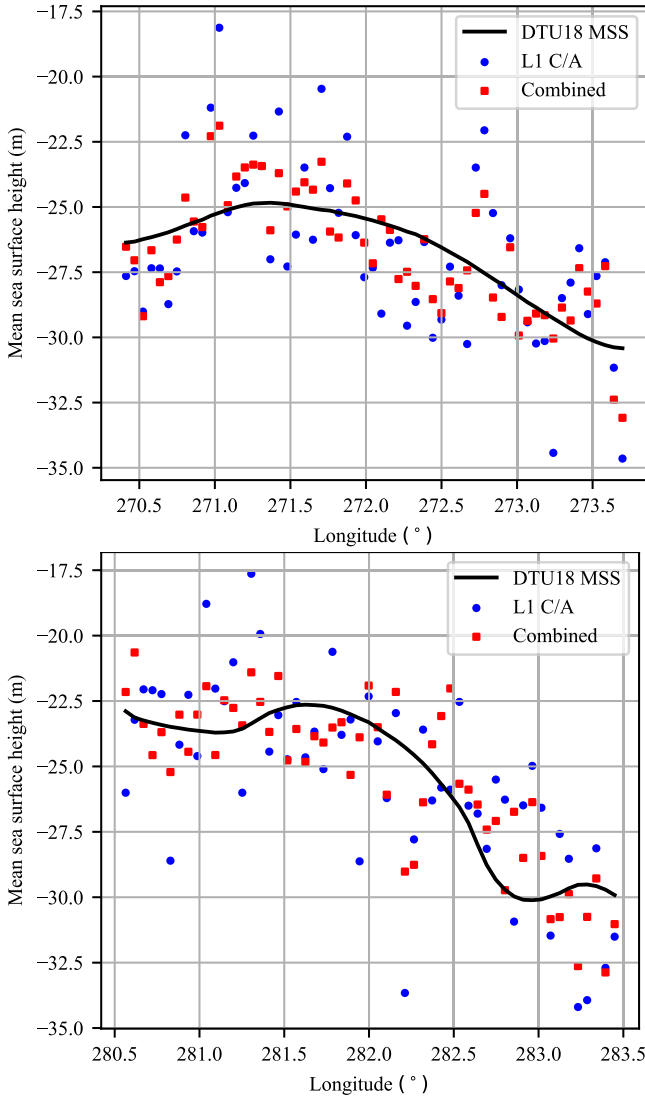 −17.5
−20.0
−22.5
−25.0
−27.5
−30.0
−32.5
−35.0
Mean sea surface height (m)
DTU18 MSS
L1 C/A
Combined
270.5 271.0 271.5 272.0 272.5 273.0 273.5
Longitude (°)
−17.5
−20.0
−22.5
−25.0
−27.5
−30.0
−32.5
−35.0
Mean sea surface height (m)
DTU18 MSS
L1 C/A
Combined
280.5 281.0 281.5 282.0 282.5 283.0 283.5
Longitude (°)